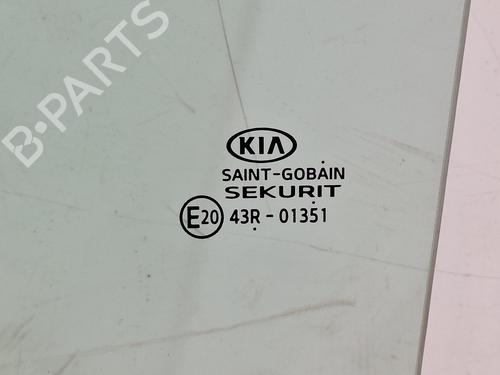 B-PARTS
KIA
SAINT-GOBAIN
SEKURIT
E20 43R - 01351